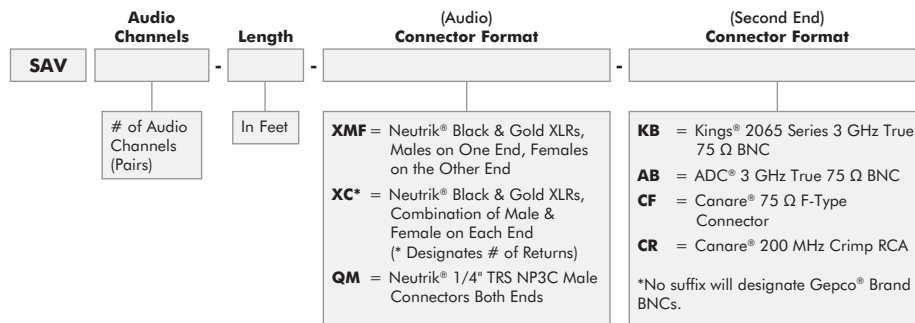 Audio
Channels
Length
(Audio)
Connector Format
(Second End)
Connector Format
SAV - - -
# of Audio
Channels
(Pairs)
In Feet
XMF = Neutrik® Black & Gold XLRs,
Males on One End, Females
on the Other End
XC* = Neutrik® Black & Gold XLRs,
Combination of Male &
Female on Each End
(* Designates # of Returns)
QM = Neutrik® 1/4" TRS NP3C Male
Connectors Both Ends
KB = Kings® 2065 Series 3 GHz True
75 Ω BNC
AB = ADC® 3 GHz True 75 Ω BNC
CF = Canare® 75 Ω F-Type
Connector
CR = Canare® 200 MHz Crimp RCA
*No suffix will designate Gepco® Brand
BNCs.